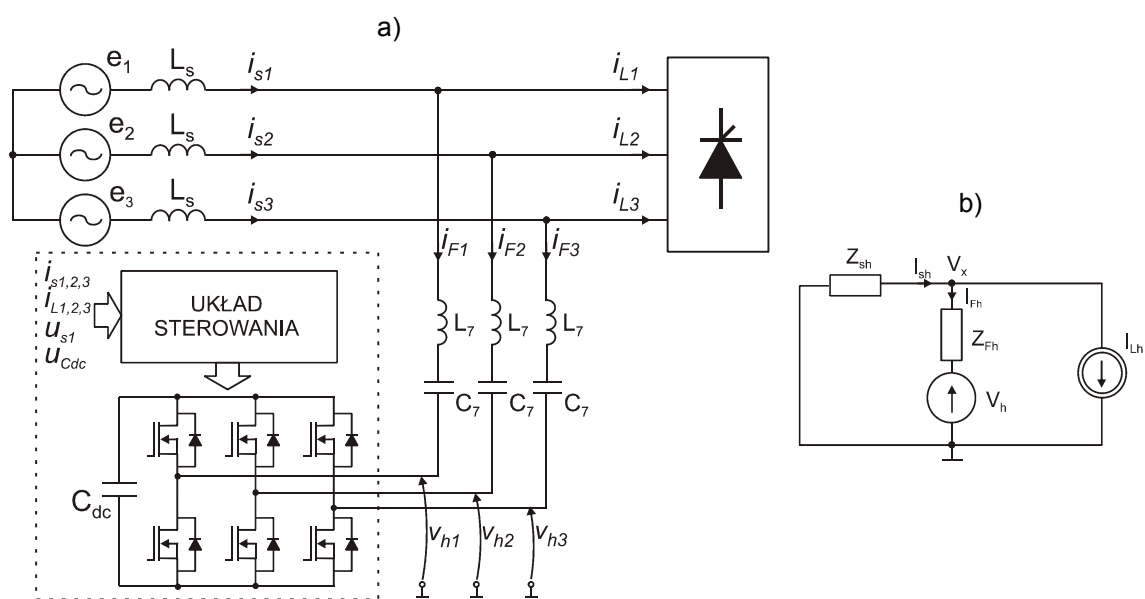 a)
e1 Ls is1 iL1
e2 Ls is2 iL2
e3 Ls is3 iL3
iF1 iF2 iF3
is1,2,3
iL1,2,3
us1
uCdc
UKŁAD
STEROWANIA
L7 L7 L7
C7 C7 C7
Cdc
vh1 vh2 vh3
b)
Zsh Ish Vx
IFh
ZFh
ILh
Vh